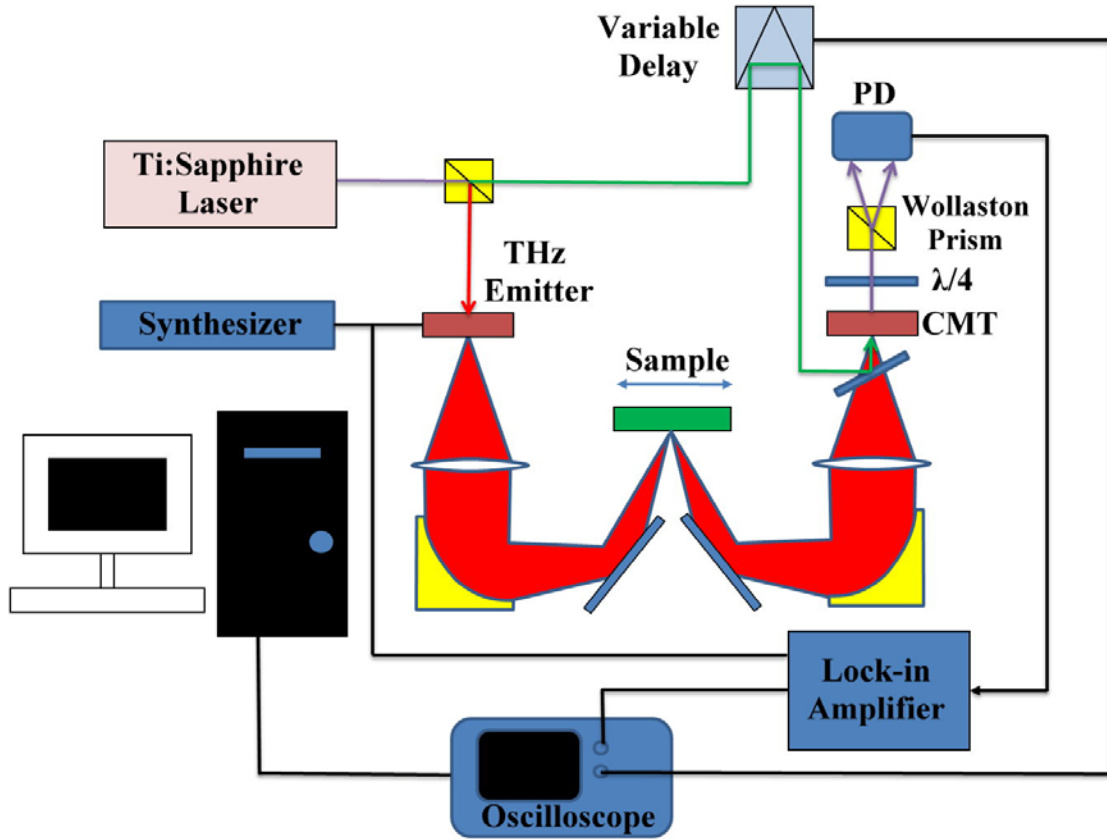 Variable
Delay
PD
Ti:Sapphire
Laser
Wollaston
Prism
THz
Emitter
λ/4
Synthesizer
CMT
Sample
Lock-in
Amplifier
Oscilloscope